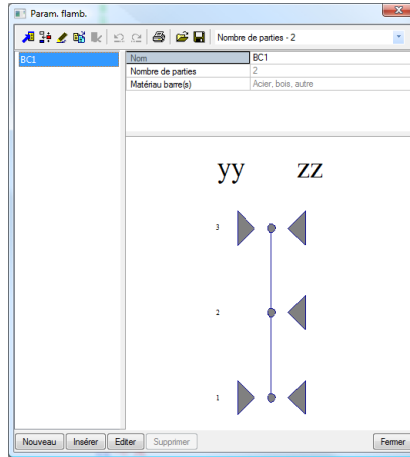 Param. flamb.
Nombre de parties - 2
BC1
Nom BC1
Nombre de parties 2
Matériau barre(s) Acier, bois, autre
yy zz
3
2
1
Nouveau Insérer Editer Supprimer Fermer